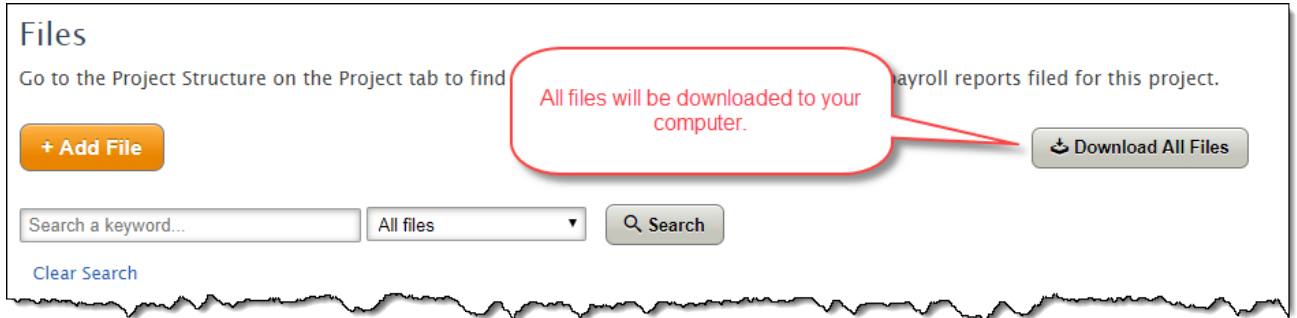 Files
Go to the Project Structure on the Project tab to find ayroll reports filed for this project.
All files will be downloaded to your
computer.
+ Add File
Download All Files
Search a keyword...
All files
Search
Clear Search